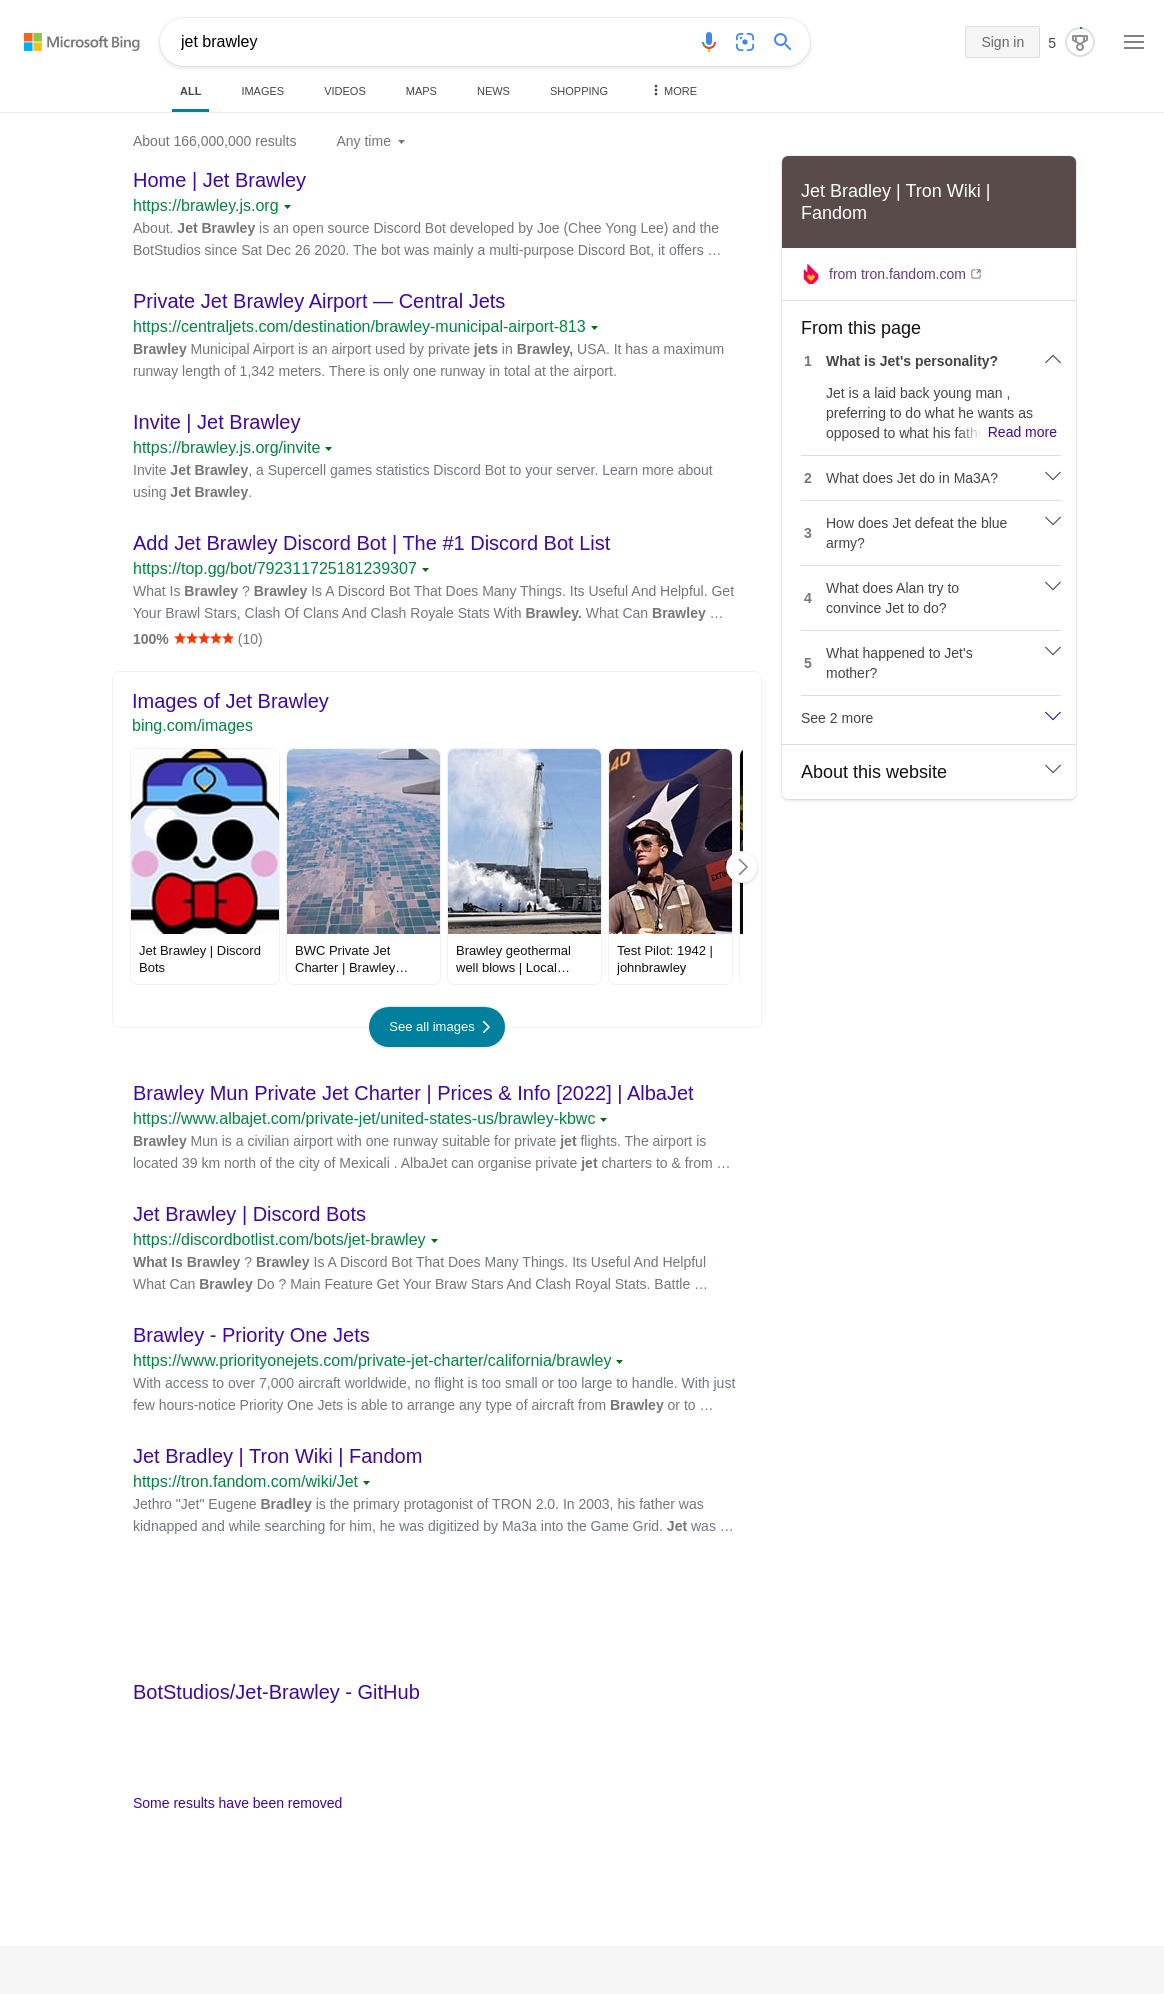 Microsoft Bing
jet brawley
Sign in
5
ALL
IMAGES
VIDEOS
MAPS
NEWS
SHOPPING
MORE
About 166,000,000 results
Any time
Home | Jet Brawley
https://brawley.js.org
About. Jet Brawley is an open source Discord Bot developed by Joe (Chee Yong Lee) and the
BotStudios since Sat Dec 26 2020. The bot was mainly a multi-purpose Discord Bot, it offers …
Private Jet Brawley Airport — Central Jets
https://centraljets.com/destination/brawley-municipal-airport-813
Brawley Municipal Airport is an airport used by private jets in Brawley, USA. It has a maximum
runway length of 1,342 meters. There is only one runway in total at the airport.
Invite | Jet Brawley
https://brawley.js.org/invite
Invite Jet Brawley, a Supercell games statistics Discord Bot to your server. Learn more about
using Jet Brawley.
Add Jet Brawley Discord Bot | The #1 Discord Bot List
https://top.gg/bot/792311725181239307
What Is Brawley ? Brawley Is A Discord Bot That Does Many Things. Its Useful And Helpful. Get
Your Brawl Stars, Clash Of Clans And Clash Royale Stats With Brawley. What Can Brawley …
100% (10)
Images of Jet Brawley
bing.com/images
40
Jet Brawley | Discord
Bots
BWC Private Jet
Charter | Brawley…
Brawley geothermal
well blows | Local…
Test Pilot: 1942 |
johnbrawley
See all images
Brawley Mun Private Jet Charter | Prices & Info [2022] | AlbaJet
https://www.albajet.com/private-jet/united-states-us/brawley-kbwc
Brawley Mun is a civilian airport with one runway suitable for private jet flights. The airport is
located 39 km north of the city of Mexicali . AlbaJet can organise private jet charters to & from …
Jet Brawley | Discord Bots
https://discordbotlist.com/bots/jet-brawley
What Is Brawley ? Brawley Is A Discord Bot That Does Many Things. Its Useful And Helpful
What Can Brawley Do ? Main Feature Get Your Braw Stars And Clash Royal Stats. Battle …
Brawley - Priority One Jets
https://www.priorityonejets.com/private-jet-charter/california/brawley
With access to over 7,000 aircraft worldwide, no flight is too small or too large to handle. With just
few hours-notice Priority One Jets is able to arrange any type of aircraft from Brawley or to …
Jet Bradley | Tron Wiki | Fandom
https://tron.fandom.com/wiki/Jet
Jethro "Jet" Eugene Bradley is the primary protagonist of TRON 2.0. In 2003, his father was
kidnapped and while searching for him, he was digitized by Ma3a into the Game Grid. Jet was …
BotStudios/Jet-Brawley - GitHub
Some results have been removed
Jet Bradley | Tron Wiki |
Fandom
from tron.fandom.com
From this page
1 What is Jet's personality?
Jet is a laid back young man ,
preferring to do what he wants as
opposed to what his fath Read more
2 What does Jet do in Ma3A?
3 How does Jet defeat the blue
army?
4 What does Alan try to
convince Jet to do?
5 What happened to Jet's
mother?
See 2 more
About this website